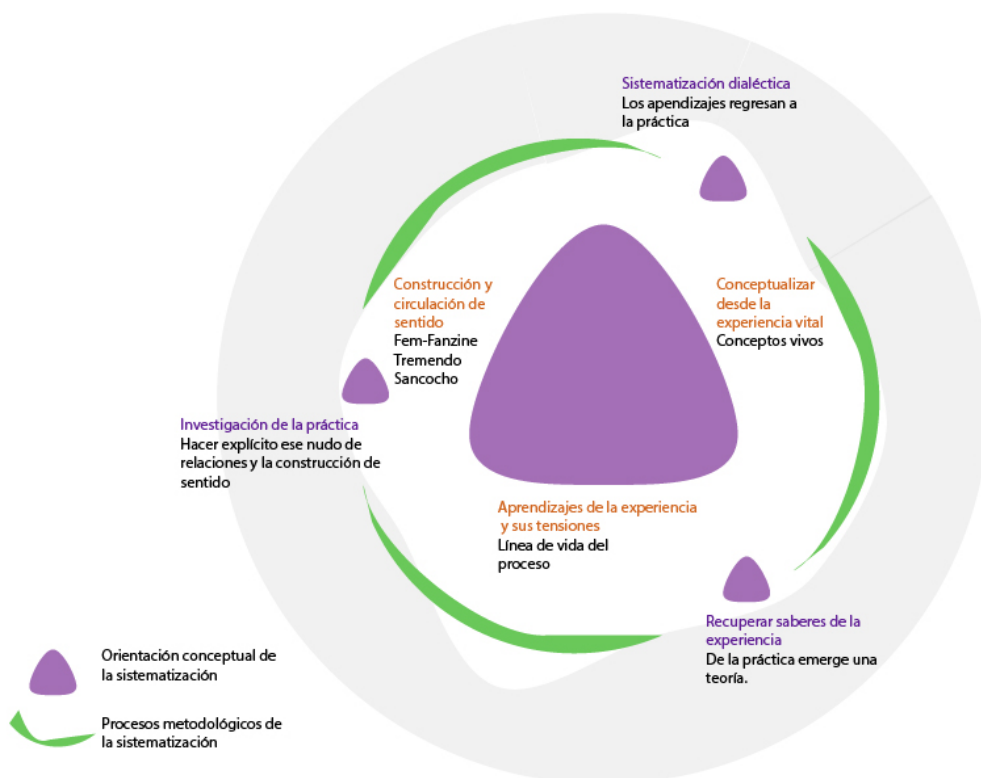 Sistematización dialéctica
Los apendizajes regresan a
la práctica
Construcción y
circulación de
sentido
Fem-Fanzine
Tremendo
Sancocho
Conceptualizar
desde la
experiencia vital
Conceptos vivos
Investigación de la práctica
Hacer explícito ese nudo de
relaciones y la construcción de
sentido
Aprendizajes de la experiencia
y sus tensiones
Línea de vida del
proceso
Recuperar saberes de la
experiencia
De la práctica emerge una
teoría.
Orientación conceptual de
la sistematización
Procesos metodológicos de
la sistematización